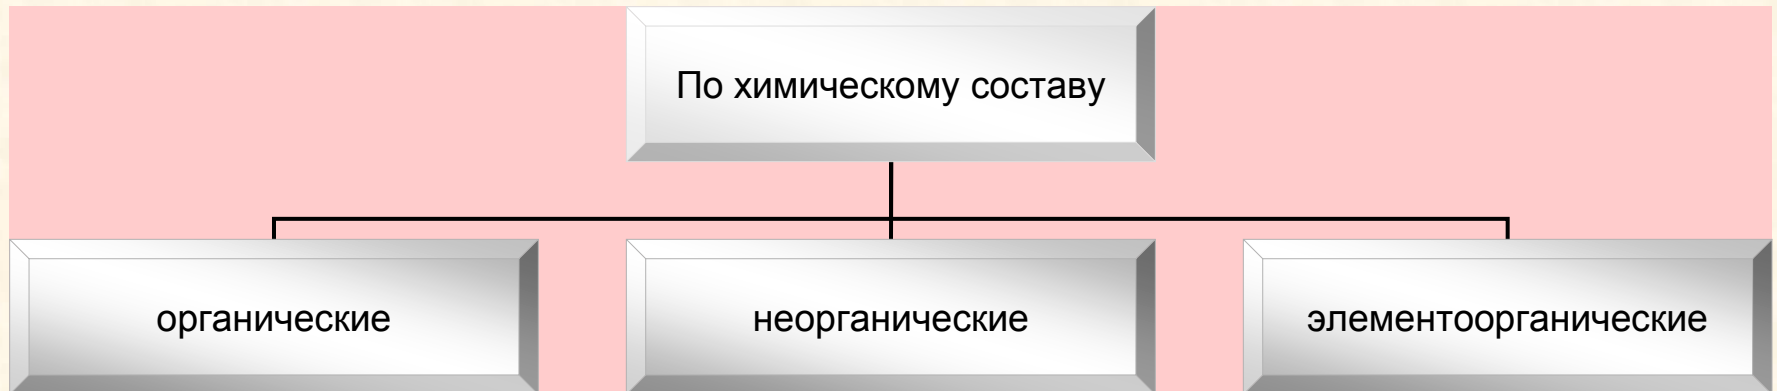 По химическому составу
органические
неорганические
элементоорганические